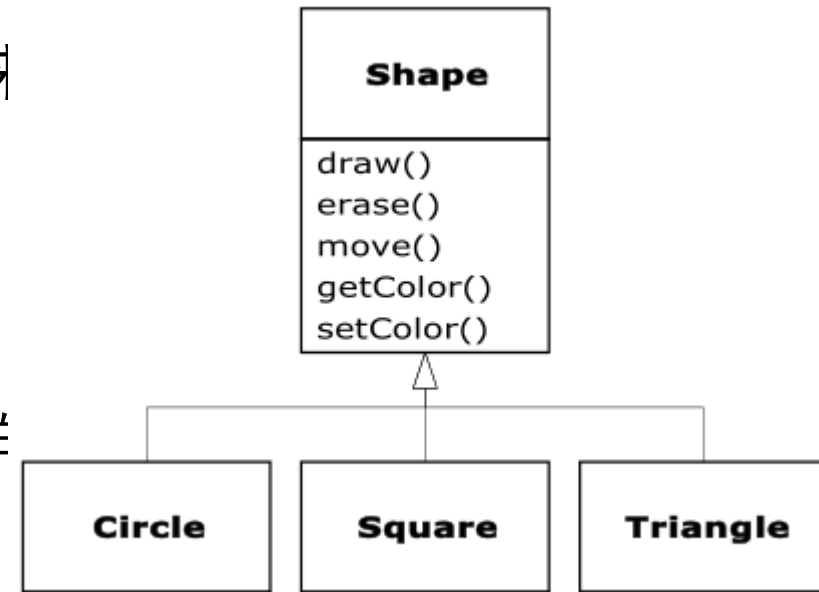 Shape
draw()
erase()
move()
getColor()
setColor()
Circle
Square
Triangle